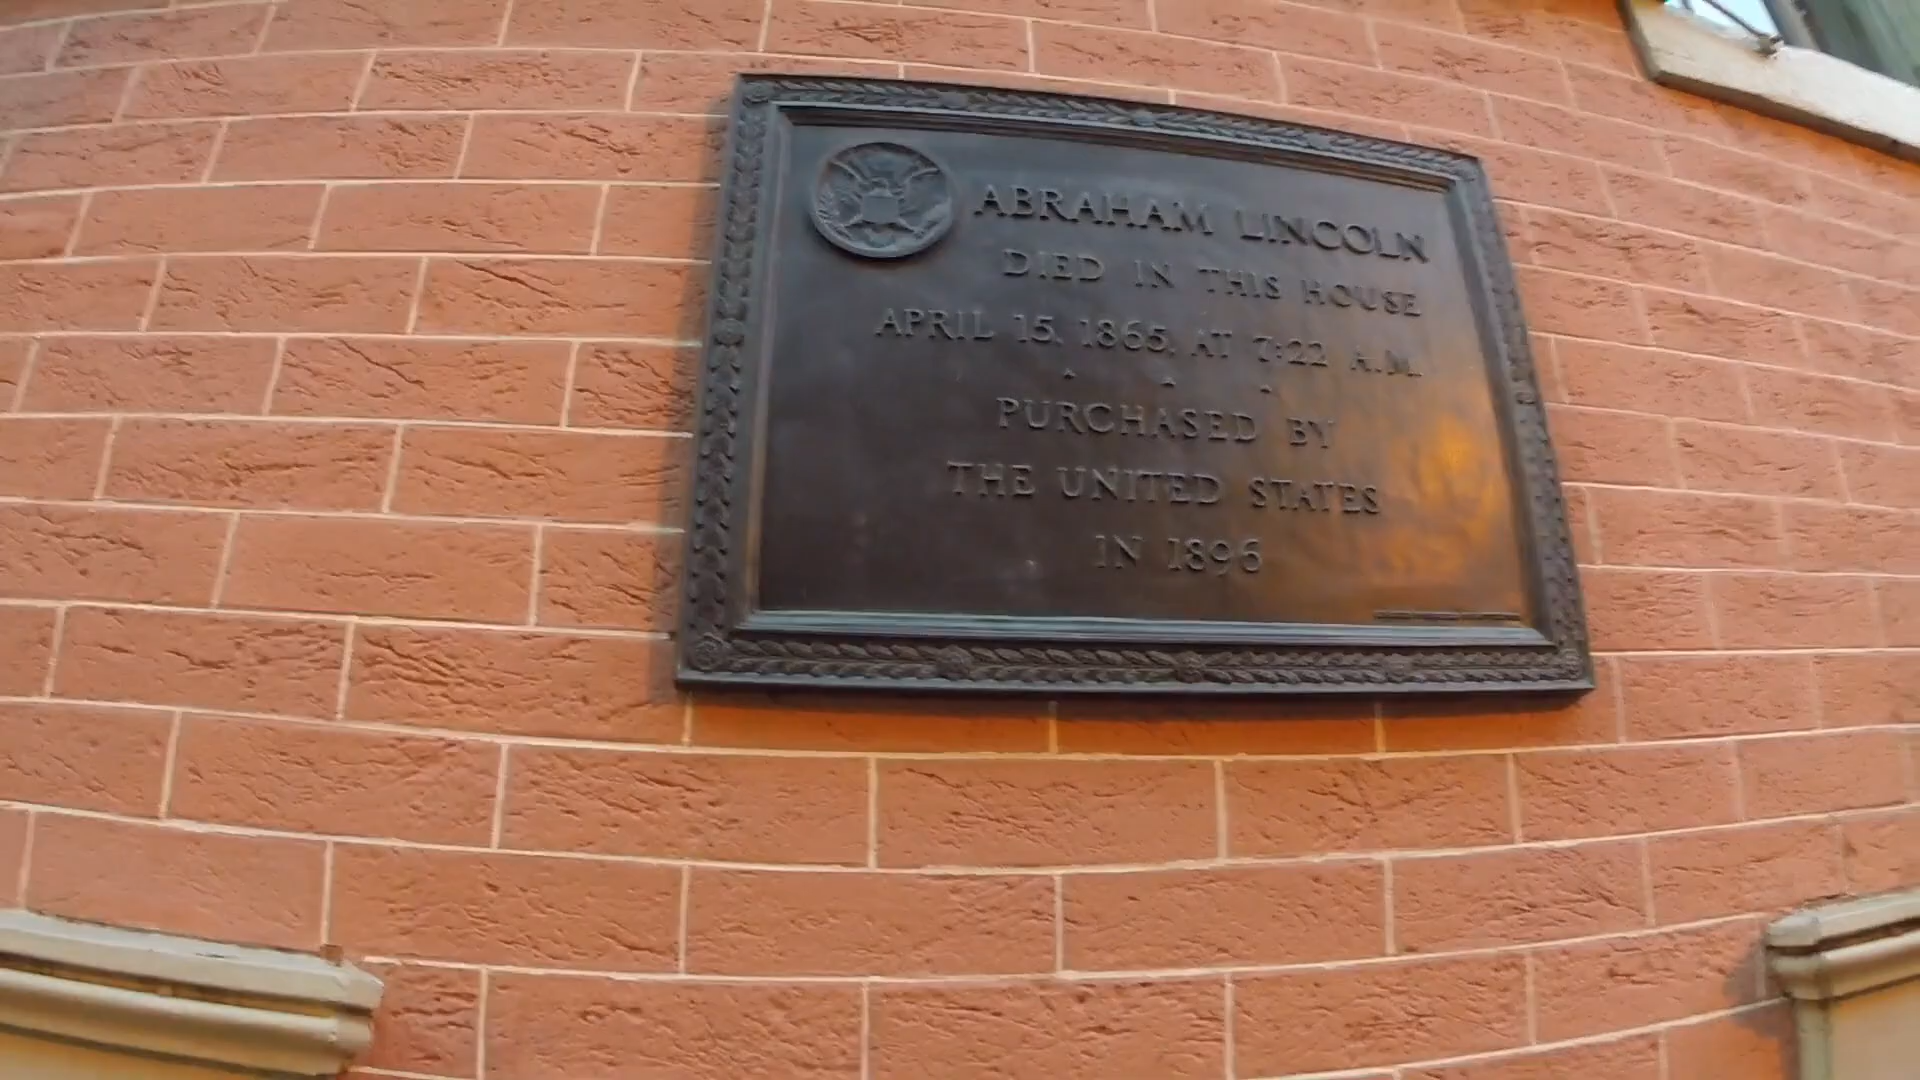 ABRAHAM LINCOLN
DIED IN THIS HOUSE
APRIL 15, 1865, AT 7:22 A.M.
PURCHASED BY
THE UNITED STATES
IN 1896